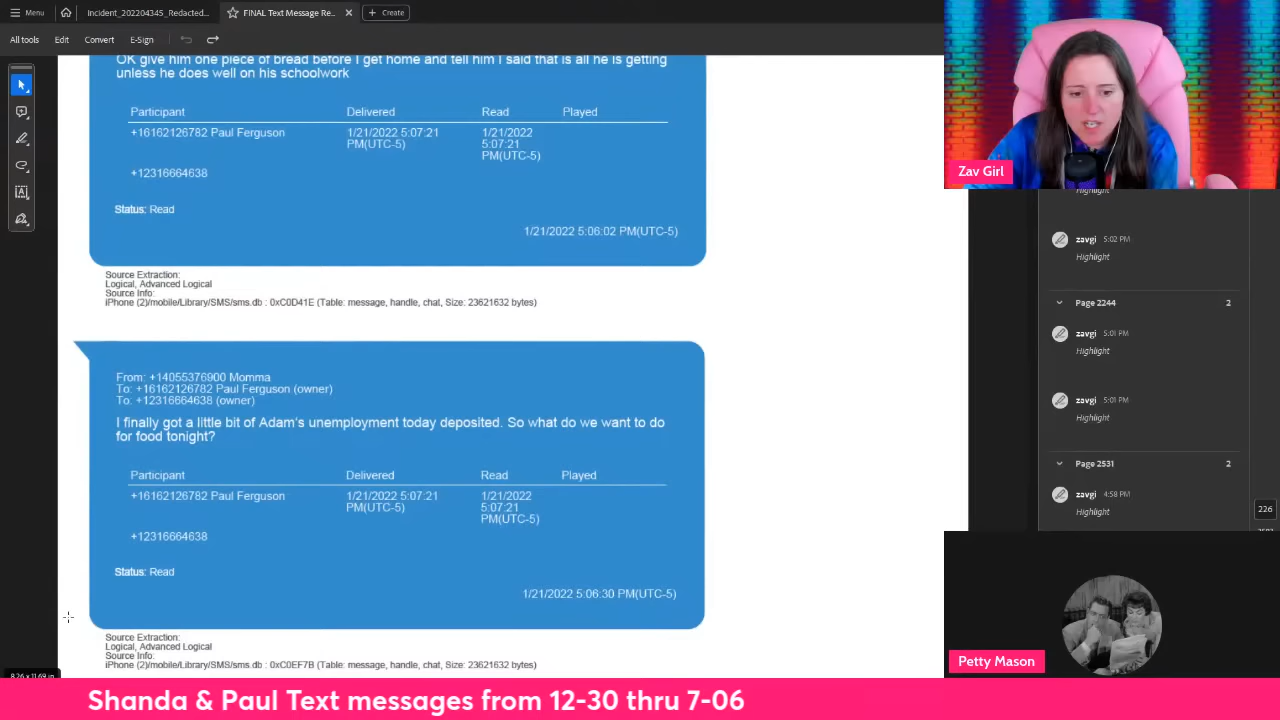 Menu
Incident_20220434S_Redacted...
FINAL Text Message Re...
Create
All tools
Edit
Convert
E-Sign
OK give him one piece of bread before I get home and tell him I said that is all he is getting
unless he does well on his schoolwork
Participant Delivered Read Played
+16162126782 Paul Ferguson 1/21/2022 5:07:21 PM(UTC-5) 1/21/2022 5:07:21 PM(UTC-5)
+12316664638
Status: Read
1/21/2022 5:06:02 PM(UTC-5)
Source Extraction:
Logical, Advanced Logical
Source Info:
iPhone (2)/mobile/Library/SMS/sms.db : 0xC0D41E (Table: message, handle, chat, Size: 23621632 bytes)
From: +14055376900 Momma
To: +16162126782 Paul Ferguson (owner)
To: +12316664638 (owner)
I finally got a little bit of Adam's unemployment today deposited. So what do we want to do
for food tonight?
Participant Delivered Read Played
+16162126782 Paul Ferguson 1/21/2022 5:07:21 PM(UTC-5) 1/21/2022 5:07:21 PM(UTC-5)
+12316664638
Status: Read
1/21/2022 5:06:30 PM(UTC-5)
Source Extraction:
Logical, Advanced Logical
Source Info:
iPhone (2)/mobile/Library/SMS/sms.db : 0xC0EF7B (Table: message, handle, chat, Size: 23621632 bytes)
8.26 x 11.69 in
Zav Girl
Highlight
zavgi 5:02 PM
Highlight
Page 2244 2
zavgi 5:01 PM
Highlight
zavgi 5:01 PM
Highlight
Page 2531 2
zavgi 4:58 PM
Highlight
226
Petty Mason
Shanda & Paul Text messages from 12-30 thru 7-06